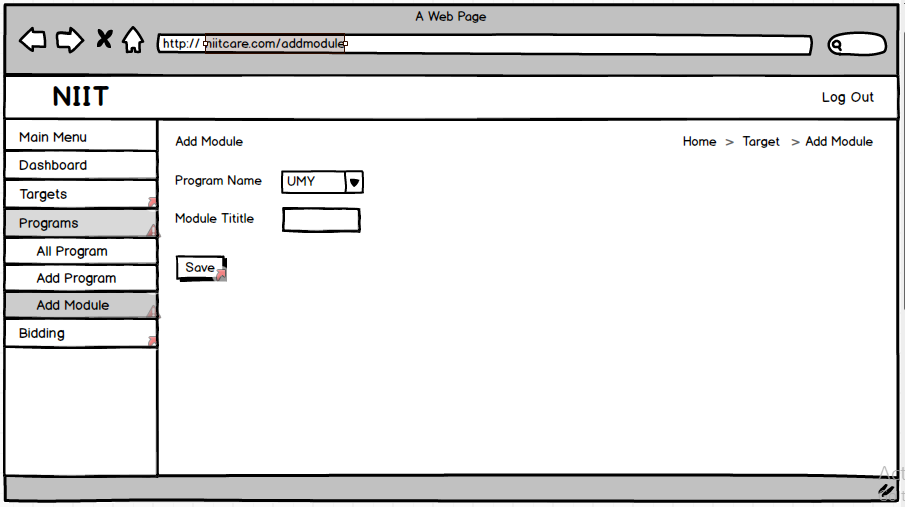 A Web Page
http:// niitcare.com/addmodule
NIIT
Log Out
Main Menu
Dashboard
Targets
Programs
All Program
Add Program
Add Module
Bidding
Add Module
Home > Target > Add Module
Program Name UMY
Module Tititle
Save